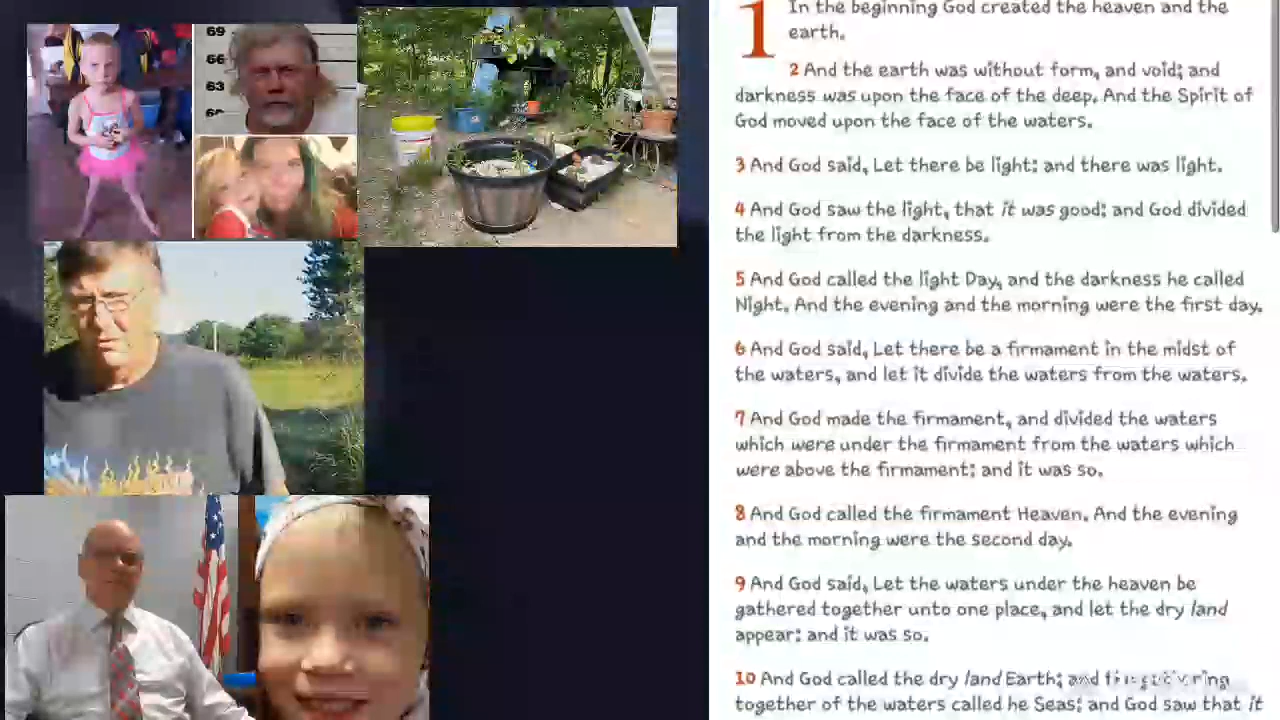 69
66
63
60
1 In the beginning God created the heaven and the
earth.
2 And the earth was without form, and void; and
darkness was upon the face of the deep. And the Spirit of
God moved upon the face of the waters.
3 And God said, Let there be light: and there was light.
4 And God saw the light, that it was good: and God divided
the light from the darkness.
5 And God called the light Day, and the darkness he called
Night. And the evening and the morning were the first day.
6 And God said, Let there be a firmament in the midst of
the waters, and let it divide the waters from the waters.
7 And God made the firmament, and divided the waters
which were under the firmament from the waters which
were above the firmament: and it was so.
8 And God called the firmament Heaven. And the evening
and the morning were the second day.
9 And God said, Let the waters under the heaven be
gathered together unto one place, and let the dry land
appear: and it was so.
10 And God called the dry land Earth; and the gathering
together of the waters called he Seas: and God saw that it